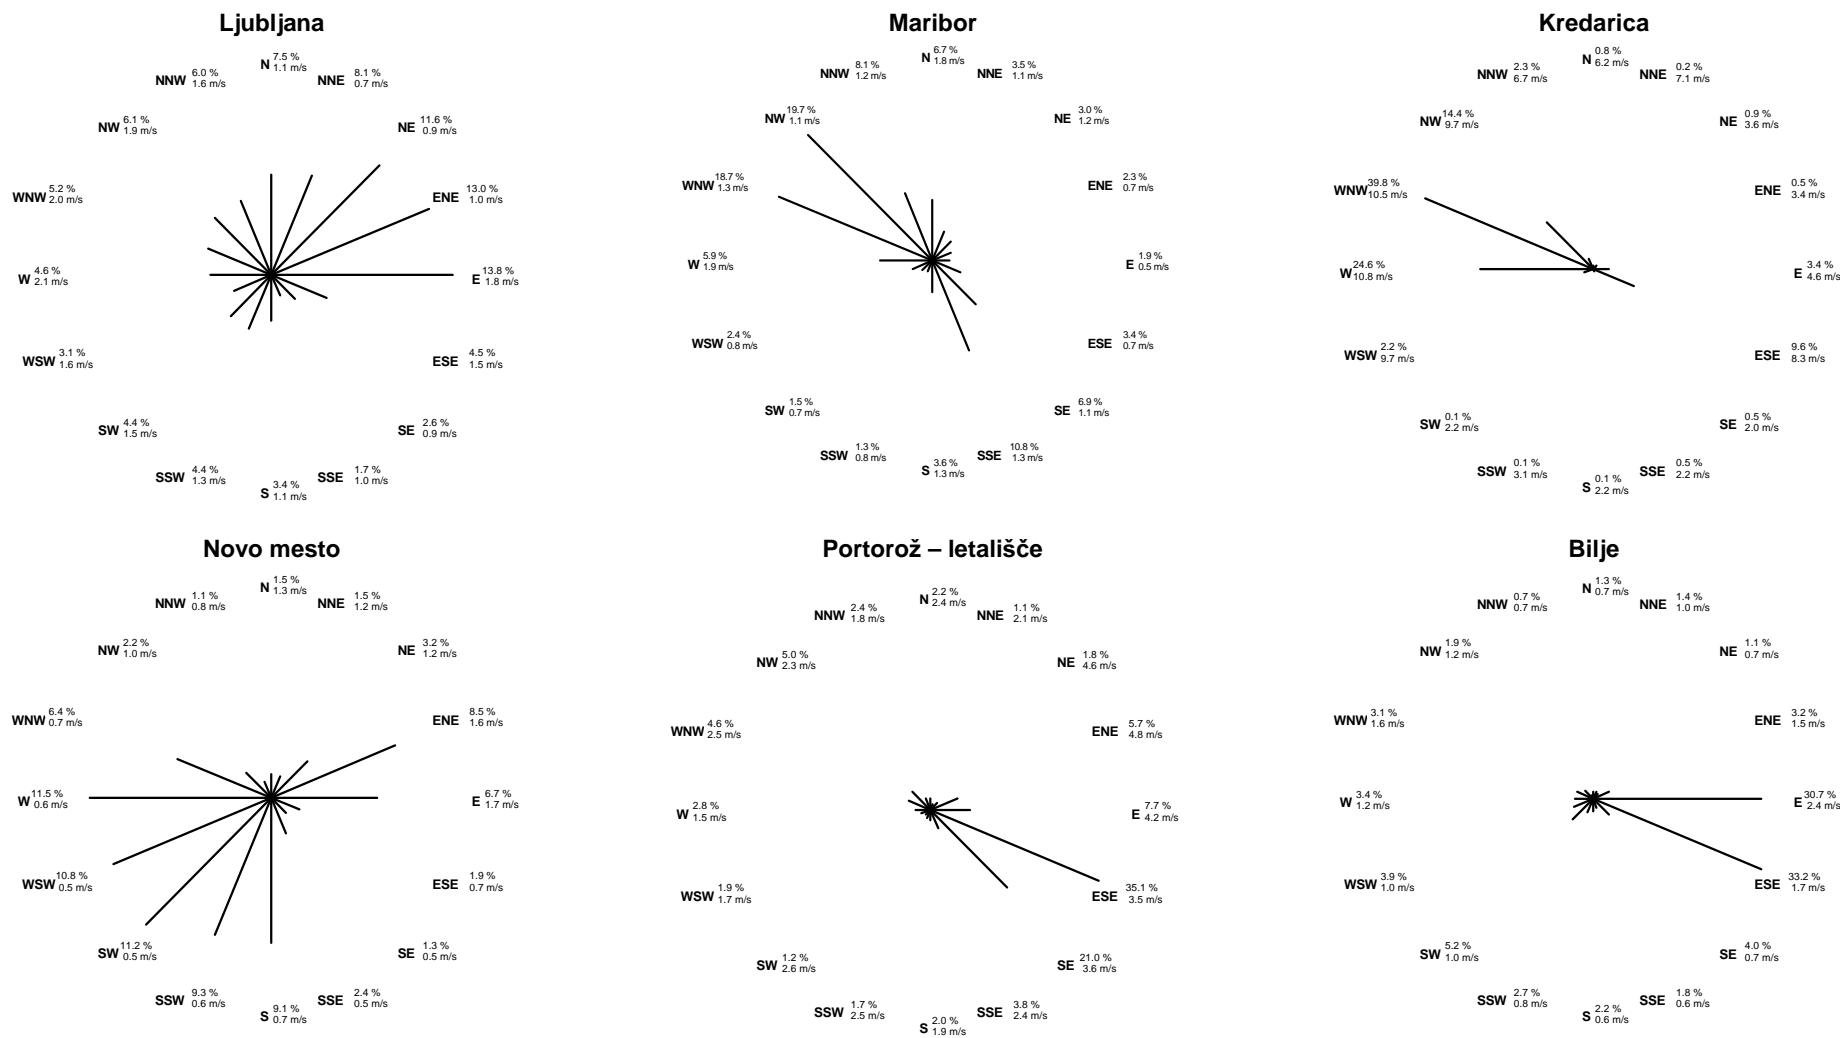 Ljubljana
N 7.5 %
1.1 m/s
NNE 8.1 %
0.7 m/s
NE 11.6 %
0.9 m/s
ENE 13.0 %
1.0 m/s
E 13.8 %
1.8 m/s
ESE 4.5 %
1.5 m/s
SE 2.6 %
0.9 m/s
SSE 1.7 %
1.0 m/s
S 3.4 %
1.1 m/s
SSW 4.4 %
1.3 m/s
SW 4.4 %
1.5 m/s
WSW 3.1 %
1.6 m/s
W 4.6 %
2.1 m/s
WNW 5.2 %
2.0 m/s
NW 6.1 %
1.9 m/s
NNW 6.0 %
1.6 m/s
Maribor
N 6.7 %
1.8 m/s
NNE 3.5 %
1.1 m/s
NE 3.0 %
1.2 m/s
ENE 2.3 %
0.7 m/s
E 1.9 %
0.5 m/s
ESE 3.4 %
0.7 m/s
SE 6.9 %
1.1 m/s
SSE 10.8 %
1.3 m/s
S 3.6 %
1.3 m/s
SSW 1.3 %
0.8 m/s
SW 1.5 %
0.7 m/s
WSW 2.4 %
0.8 m/s
W 5.9 %
1.9 m/s
WNW 18.7 %
1.3 m/s
NW 19.7 %
1.1 m/s
NNW 8.1 %
1.2 m/s
Kredarica
N 0.8 %
6.2 m/s
NNE 0.2 %
7.1 m/s
NE 0.9 %
3.6 m/s
ENE 0.5 %
3.4 m/s
E 3.4 %
4.6 m/s
ESE 9.6 %
8.3 m/s
SE 0.5 %
2.0 m/s
SSE 0.5 %
2.2 m/s
S 0.1 %
2.2 m/s
SSW 0.1 %
3.1 m/s
SW 0.1 %
2.2 m/s
WSW 2.2 %
9.7 m/s
W 24.6 %
10.8 m/s
WNW 39.8 %
10.5 m/s
NW 14.4 %
9.7 m/s
NNW 2.3 %
6.7 m/s
Novo mesto
N 1.5 %
1.3 m/s
NNE 1.5 %
1.2 m/s
NE 3.2 %
1.2 m/s
ENE 8.5 %
1.6 m/s
E 6.7 %
1.7 m/s
ESE 1.9 %
0.7 m/s
SE 1.3 %
0.5 m/s
SSE 2.4 %
0.5 m/s
S 9.1 %
0.7 m/s
SSW 9.3 %
0.6 m/s
SW 11.2 %
0.5 m/s
WSW 10.8 %
0.5 m/s
W 11.5 %
0.6 m/s
WNW 6.4 %
0.7 m/s
NW 2.2 %
1.0 m/s
NNW 1.1 %
0.8 m/s
Portorož – letališče
N 2.2 %
2.4 m/s
NNE 1.1 %
2.1 m/s
NE 1.8 %
4.6 m/s
ENE 5.7 %
4.8 m/s
E 7.7 %
4.2 m/s
ESE 35.1 %
3.5 m/s
SE 21.0 %
3.6 m/s
SSE 3.8 %
2.4 m/s
S 2.0 %
1.9 m/s
SSW 1.7 %
2.5 m/s
SW 1.2 %
2.6 m/s
WSW 1.9 %
1.7 m/s
W 2.8 %
1.5 m/s
WNW 4.6 %
2.5 m/s
NW 5.0 %
2.3 m/s
NNW 2.4 %
1.8 m/s
Bilje
N 1.3 %
0.7 m/s
NNE 1.4 %
1.0 m/s
NE 1.1 %
0.7 m/s
ENE 3.2 %
1.5 m/s
E 30.7 %
2.4 m/s
ESE 33.2 %
1.7 m/s
SE 4.0 %
0.7 m/s
SSE 1.8 %
0.6 m/s
S 2.2 %
0.6 m/s
SSW 2.7 %
0.8 m/s
SW 5.2 %
1.0 m/s
WSW 3.9 %
1.0 m/s
W 3.4 %
1.2 m/s
WNW 3.1 %
1.6 m/s
NW 1.9 %
1.2 m/s
NNW 0.7 %
0.7 m/s